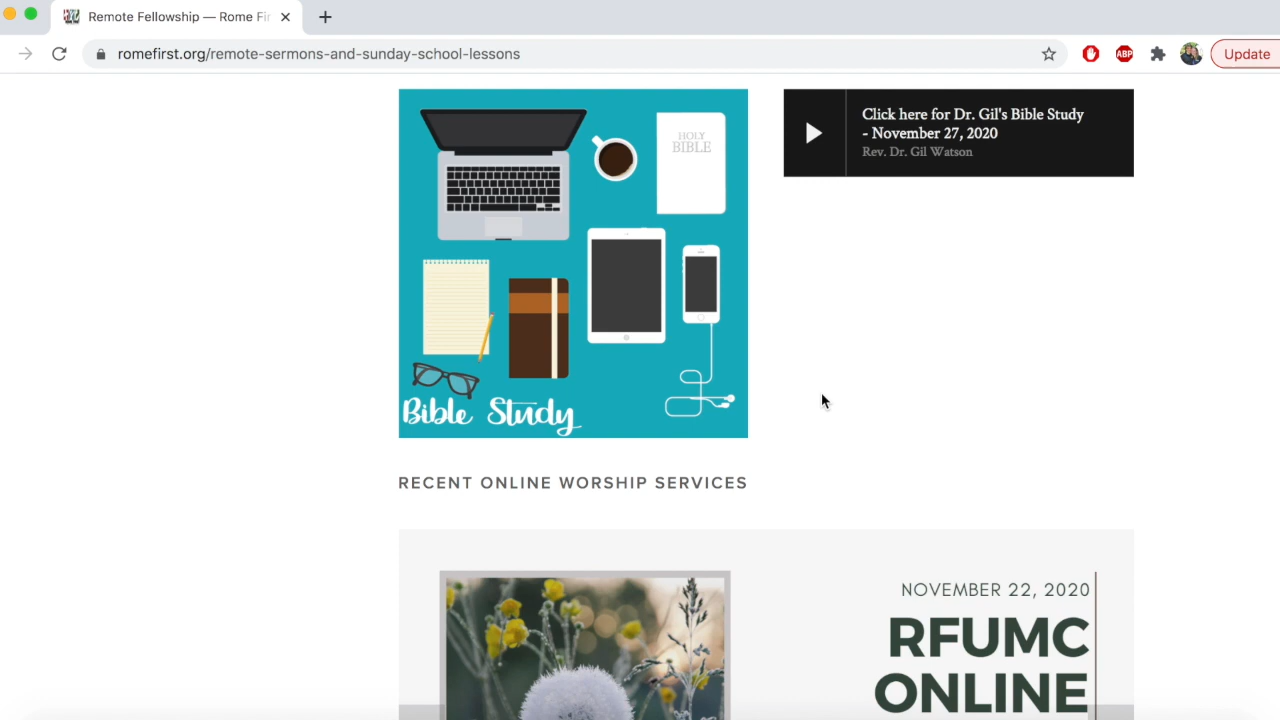 Remote Fellowship — Rome Fir
romefirst.org/remote-sermons-and-sunday-school-lessons
ABP
Update
HOLY
BIBLE
Click here for Dr. Gil's Bible Study
- November 27, 2020
Rev. Dr. Gil Watson
Bible Study
RECENT ONLINE WORSHIP SERVICES
NOVEMBER 22, 2020
RFUMC
ONLINE